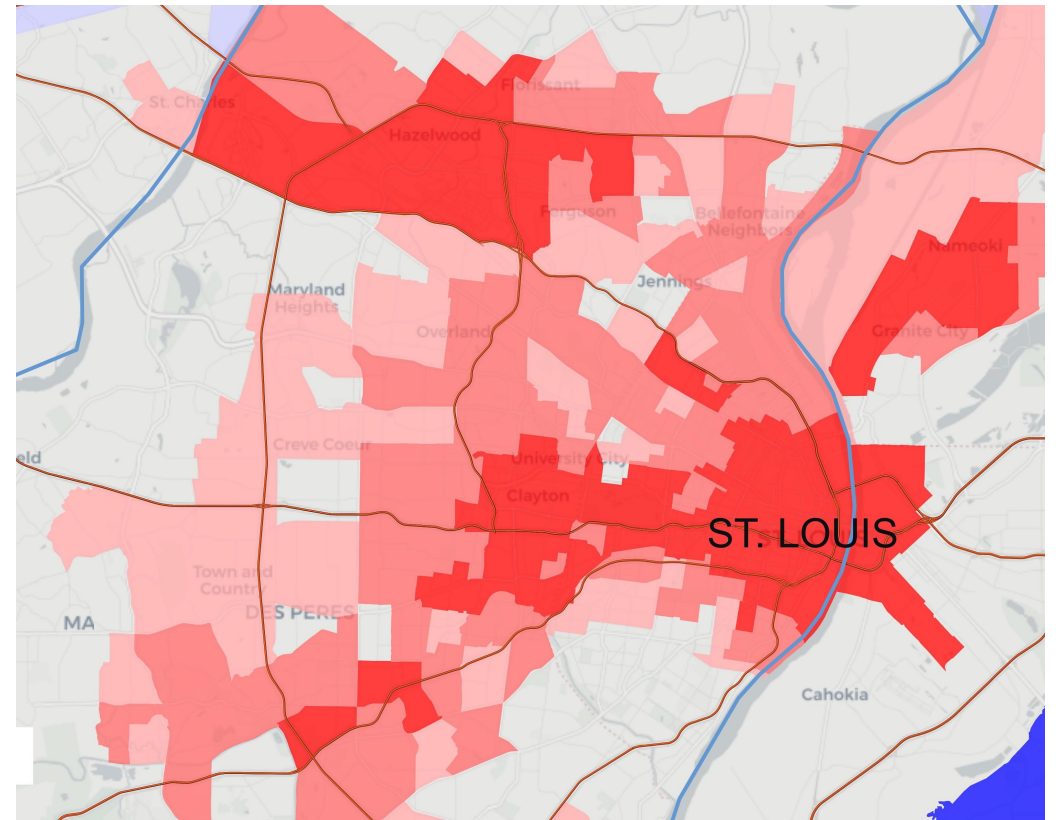 St. Charles
Florissant
Hazelwood
Ferguson
Bellefontaine
Neighbors
Nameoki
Maryland
Heights
Jennings
Overland
Granite City
Creve Coeur
eld
University City
Clayton
ST. LOUIS
Town and
Country
DES PERES
MA
Cahokia